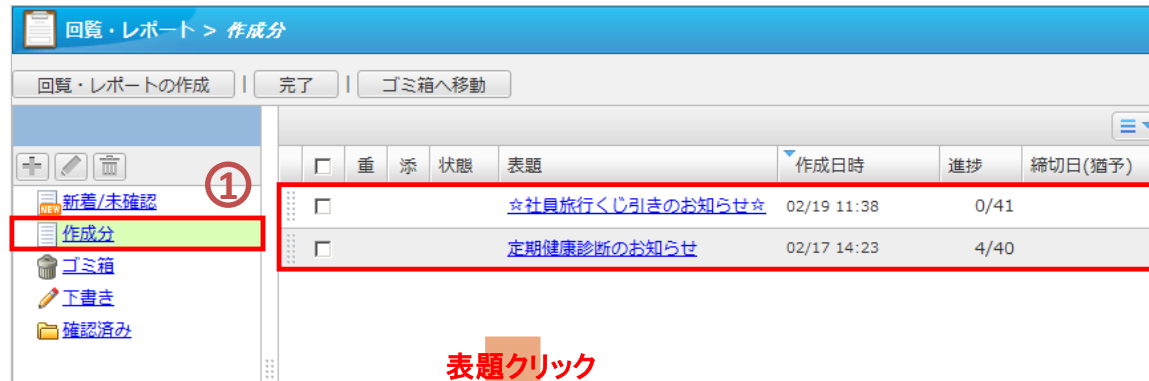 回覧・レポート > 作成分
回覧・レポートの作成 | 完了 | ゴミ箱へ移動
①
重 添 状態 表題 作成日時 進捗 締切日(猶予)
NEW 新着/未確認
☆社員旅行くじ引きのお知らせ☆ 02/19 11:38 0/41
作成分
定期健康診断のお知らせ 02/17 14:23 4/40
ゴミ箱
下書き
確認済み
表題クリック